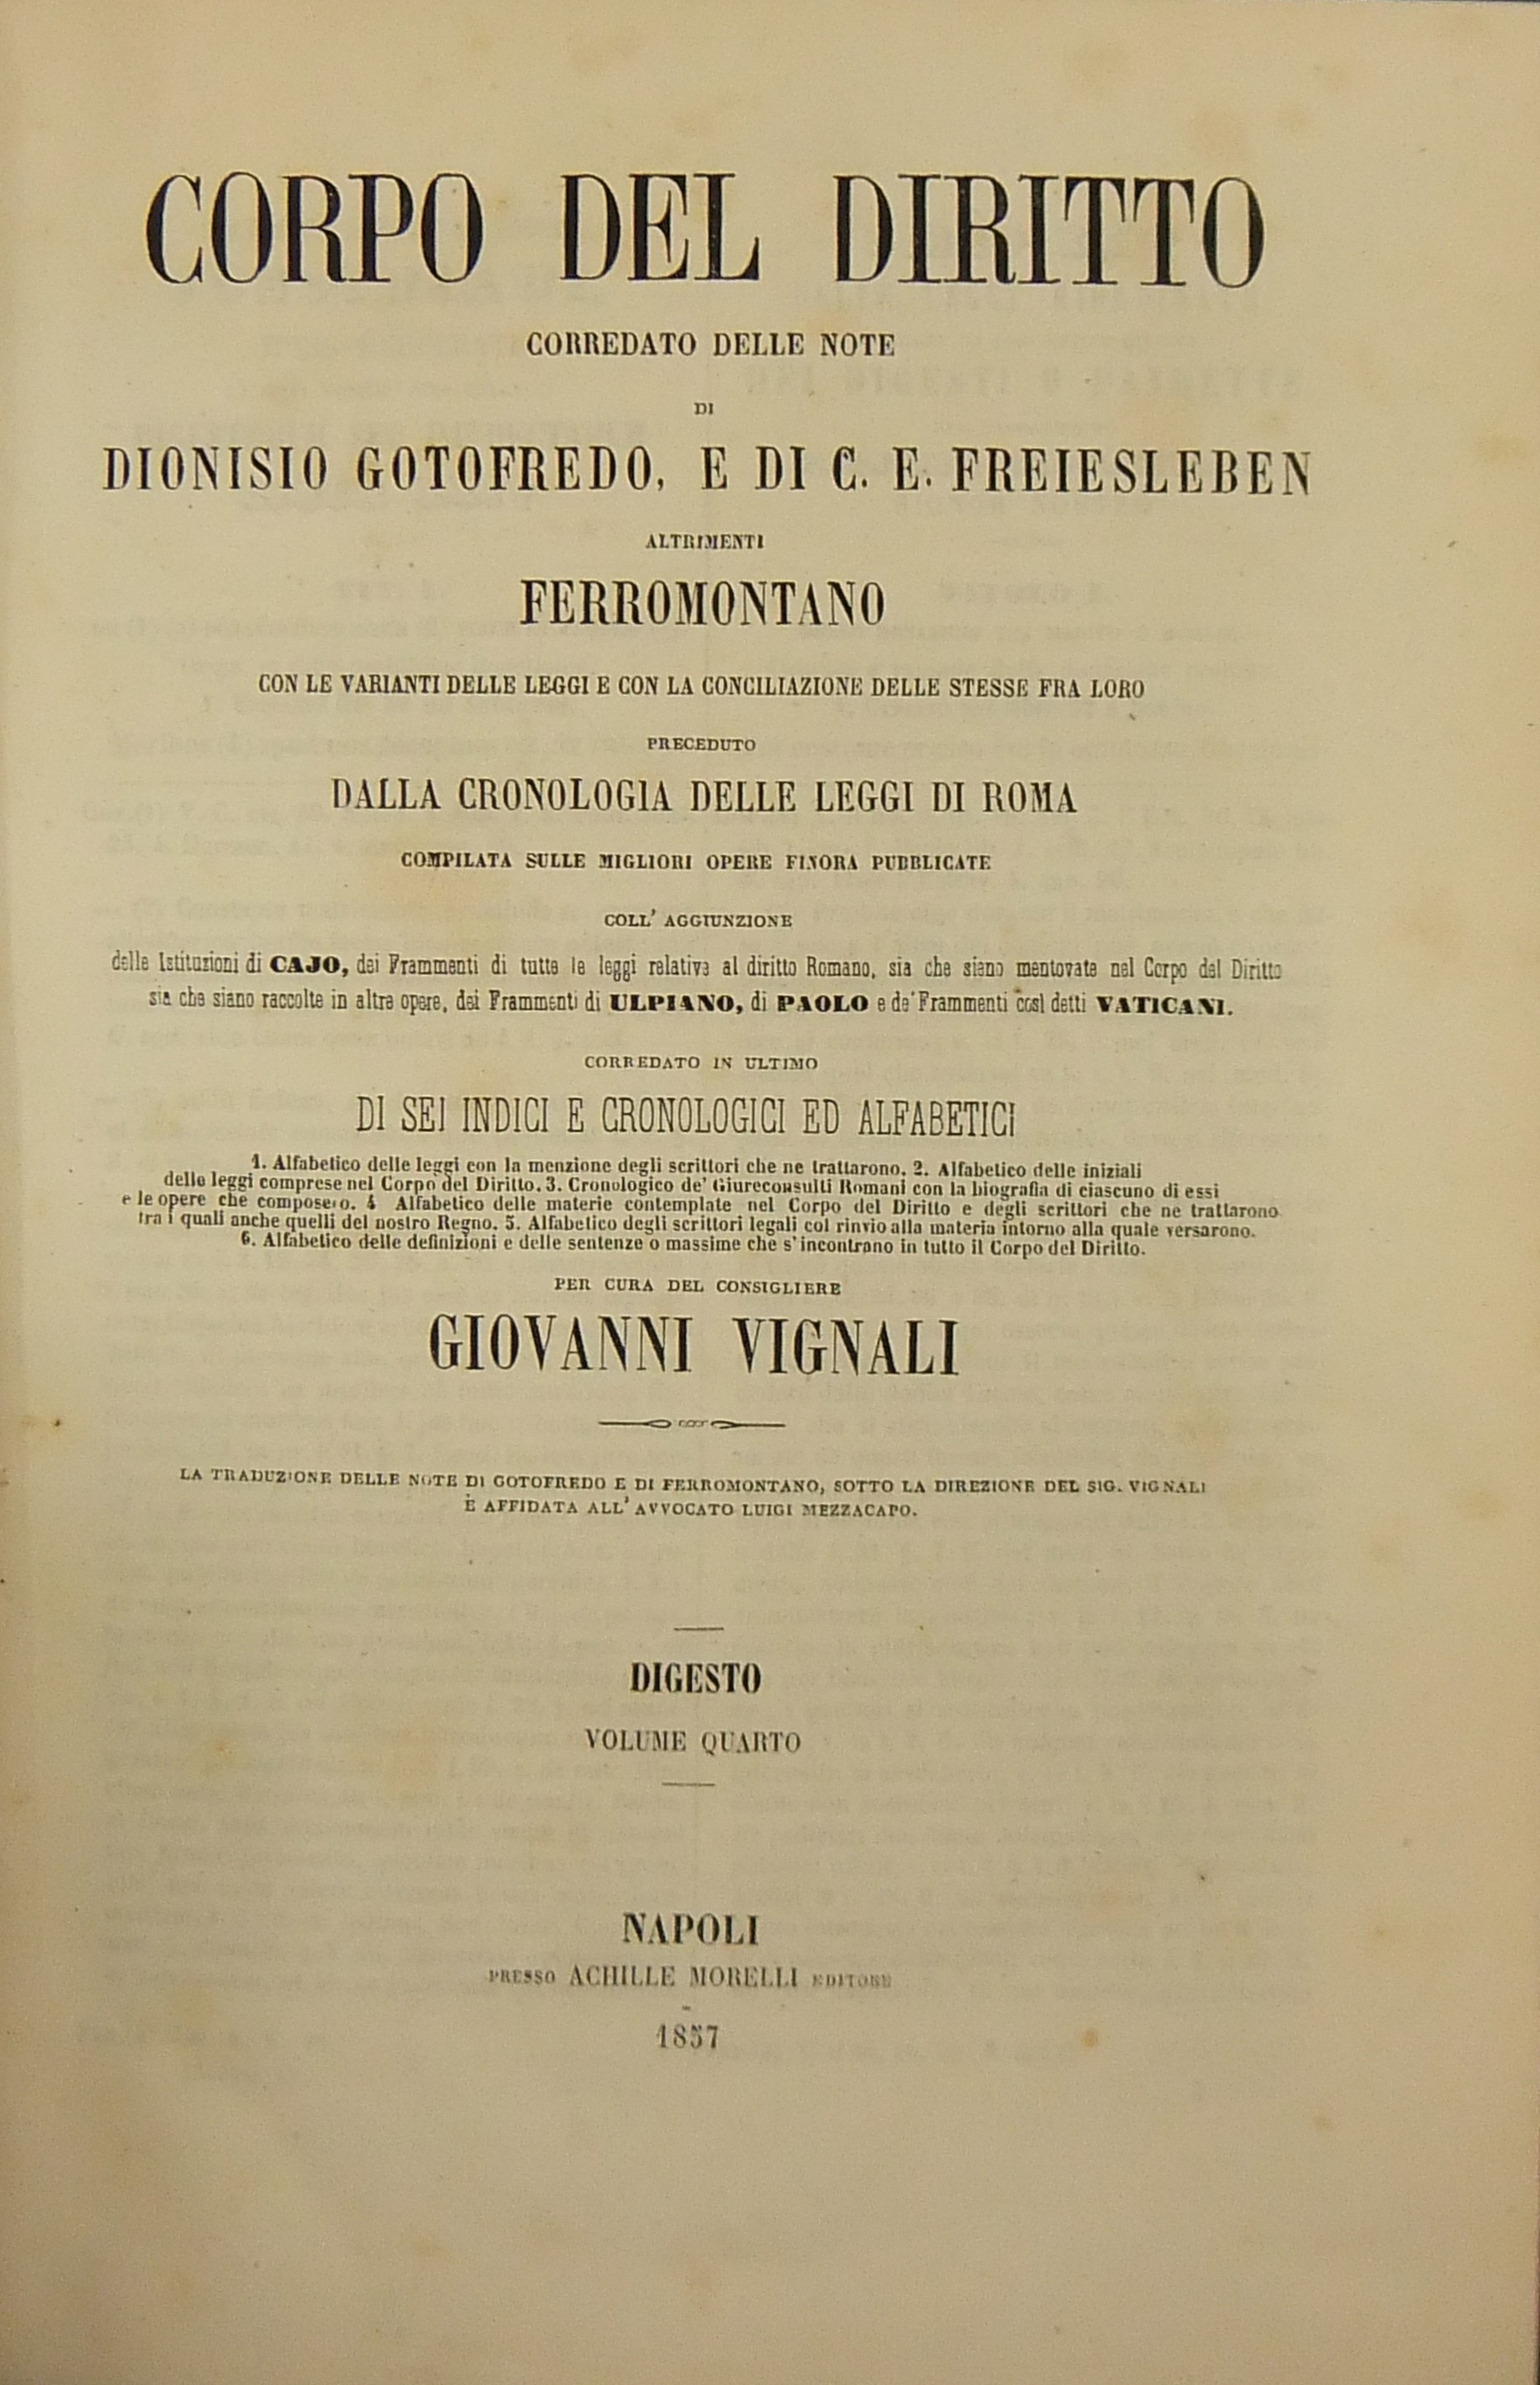 CORPO DEL DIRITTO
CORREDATO DELLE NOTE
DI
DIONISIO GOTOFREDO, E DI C. E. FREIESLEBEN
ALTRIMENTI
FERROMONTANO
CON LE VARIANTI DELLE LEGGI E CON LA CONCILIAZIONE DELLE STESSE FRA LORO
PRECEDUTO
DALLA CRONOLOGIA DELLE LEGGI DI ROMA
COMPILATA SULLE MIGLIORI OPERE FINORA PUBBLICATE
COLL' AGGIUNZIONE
delle Istituzioni di CAJO, dei Frammenti di tutte le leggi relative al diritto Romano, sia che siano mentovate nel Corpo del Diritto
sia che siano raccolte in altre opere, dei Frammenti di ULPIANO, di PAOLO e de' Frammenti così detti VATICANI.
CORREDATO IN ULTIMO
DI SEI INDICI E CRONOLOGICI ED ALFABETICI
1. Alfabetico delle leggi con la menzione degli scrittori che ne trattarono. 2. Alfabetico delle iniziali
delle leggi comprese nel Corpo del Diritto. 3. Cronologico de' Giureconsulti Romani con la biografia di ciascuno di essi
e le opere che composero. 4 Alfabetico delle materie contemplate nel Corpo del Diritto e degli scrittori che ne trattarono
tra i quali anche quelli del nostro Regno. 5. Alfabetico degli scrittori legali col rinvio alla materia intorno alla quale versarono.
6. Alfabetico delle definizioni e delle sentenze o massime che s' incontrano in tutto il Corpo del Diritto.
PER CURA DEL CONSIGLIERE
GIOVANNI VIGNALI
LA TRADUZIONE DELLE NOTE DI GOTOFREDO E DI FERROMONTANO, SOTTO LA DIREZIONE DEL SIG. VIGNALI
È AFFIDATA ALL' AVVOCATO LUIGI MEZZACAPO.
DIGESTO
VOLUME QUARTO
NAPOLI
PRESSO ACHILLE MORELLI EDITORE
1857